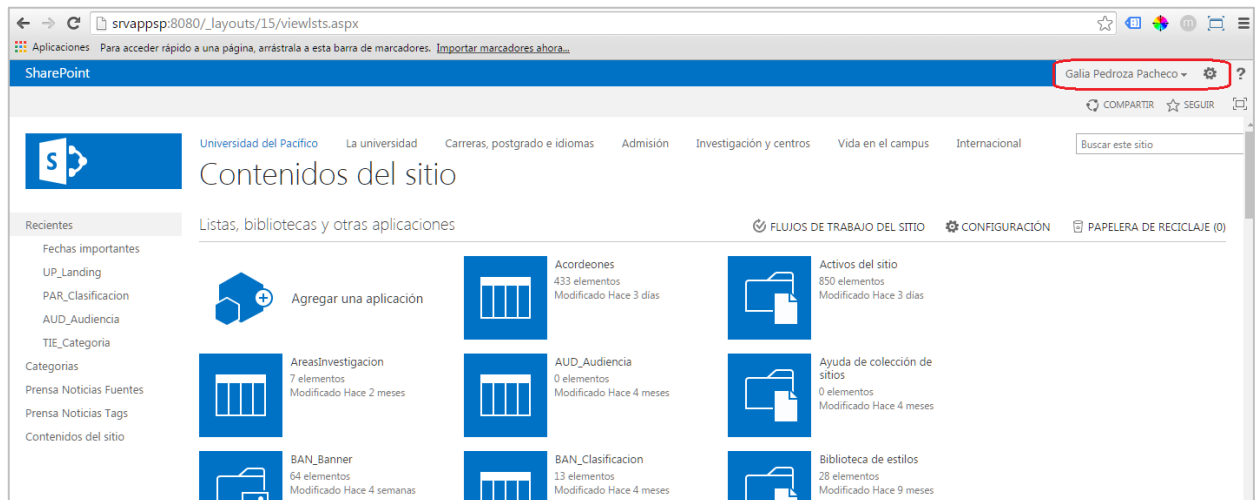 srvappsp:8080/_layouts/15/viewlsts.aspx
Aplicaciones Para acceder rápido a una página, arrástrala a esta barra de marcadores. Importar marcadores ahora...
SharePoint Galia Pedroza Pacheco ?
COMPARTIR SEGUIR
S
Universidad del Pacífico La universidad Carreras, postgrado e idiomas Admisión Investigación y centros Vida en el campus Internacional Buscar este sitio
Contenidos del sitio
Recientes
Fechas importantes
UP_Landing
PAR_Clasificacion
AUD_Audiencia
TIE_Categoria
Categorias
Prensa Noticias Fuentes
Prensa Noticias Tags
Contenidos del sitio
Listas, bibliotecas y otras aplicaciones FLUJOS DE TRABAJO DEL SITIO CONFIGURACIÓN PAPELERA DE RECICLAJE (0)
Agregar una aplicación
Acordeones
433 elementos
Modificado Hace 3 días
Activos del sitio
850 elementos
Modificado Hace 3 días
AreasInvestigacion
7 elementos
Modificado Hace 2 meses
AUD_Audiencia
0 elementos
Modificado Hace 4 meses
Ayuda de colección de
sitios
0 elementos
Modificado Hace 4 meses
BAN_Banner
64 elementos
Modificado Hace 4 semanas
BAN_Clasificacion
13 elementos
Modificado Hace 4 meses
Biblioteca de estilos
28 elementos
Modificado Hace 9 meses